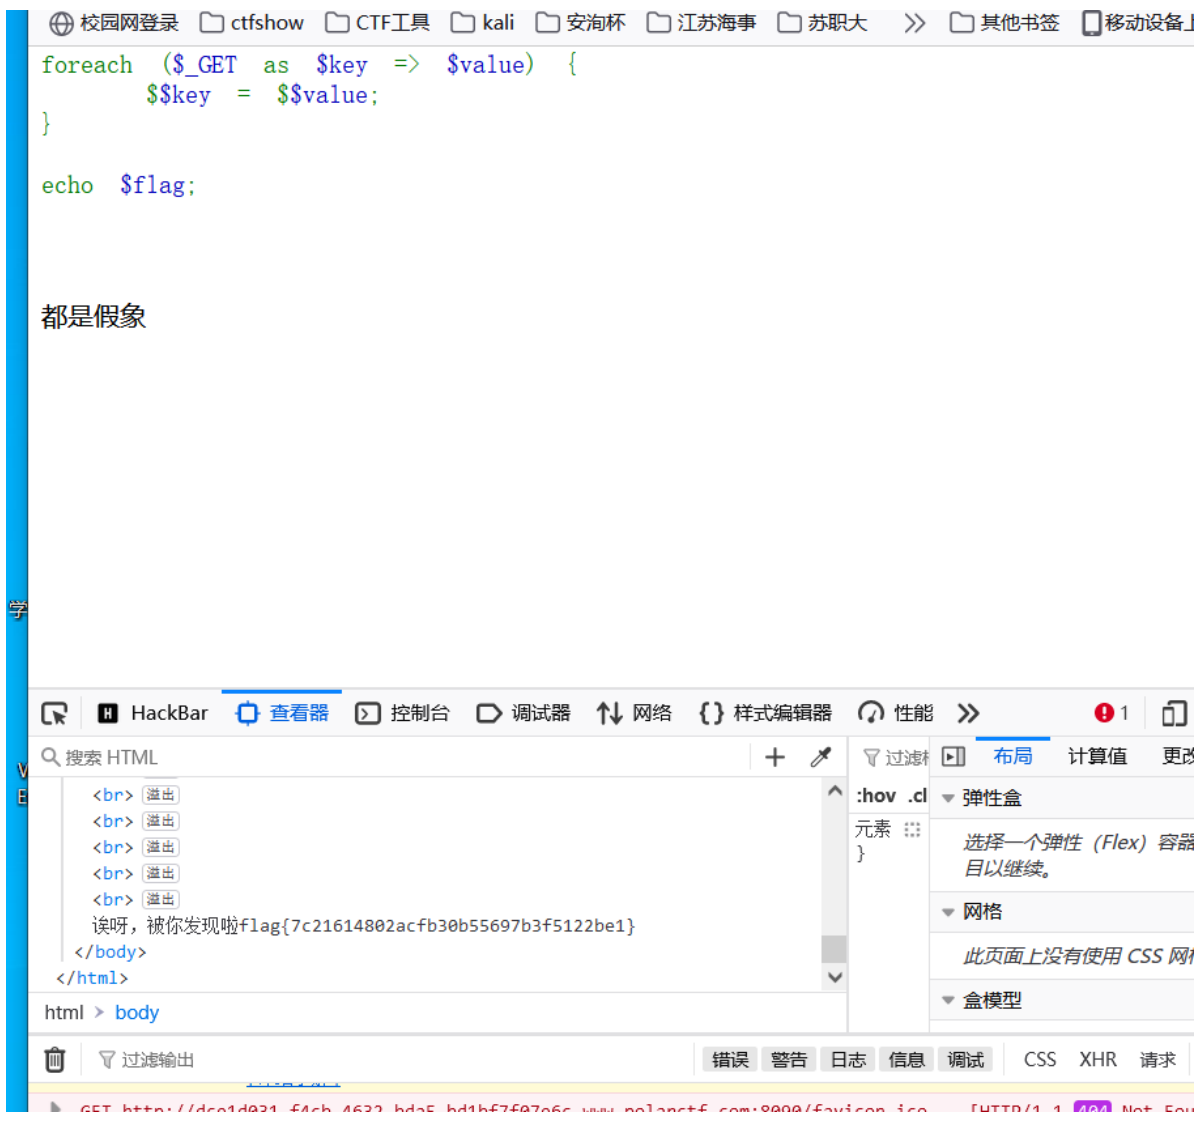 校园网登录 ctfshow CTF工具 kali 安洵杯 江苏海事 苏职大 其他书签 移动设备上
foreach ($_GET as $key => $value) {
$$key = $$value;
}
echo $flag;
都是假象
学
HackBar 查看器 控制台 调试器 网络 {} 样式编辑器 性能 1
搜索 HTML + 过滤样 布局 计算值 更改
<br> 溢出 :hov .cl 弹性盒
<br> 溢出 元素
<br> 溢出 } 选择一个弹性（Flex）容器
<br> 溢出 目以继续。
<br> 溢出 网格
诶呀，被你发现啦flag{7c21614802acfb30b55697b3f5122be1}
</body> 此页面上没有使用 CSS 网格
</html>
html > body 盒模型
过滤输出 错误 警告 日志 信息 调试 CSS XHR 请求